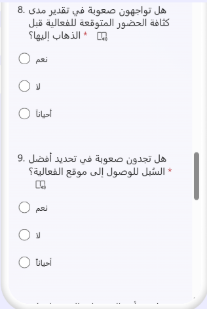 8. هل تواجهون صعوبة في تقدير مدى
كثافة الحضور المتوقعة للفعالية قبل
الذهاب إليها؟ *
نعم
لا
أحياناً
9. هل تجدون صعوبة في تحديد أفضل
السُبل للوصول إلى موقع الفعالية؟ *
نعم
لا
أحياناً